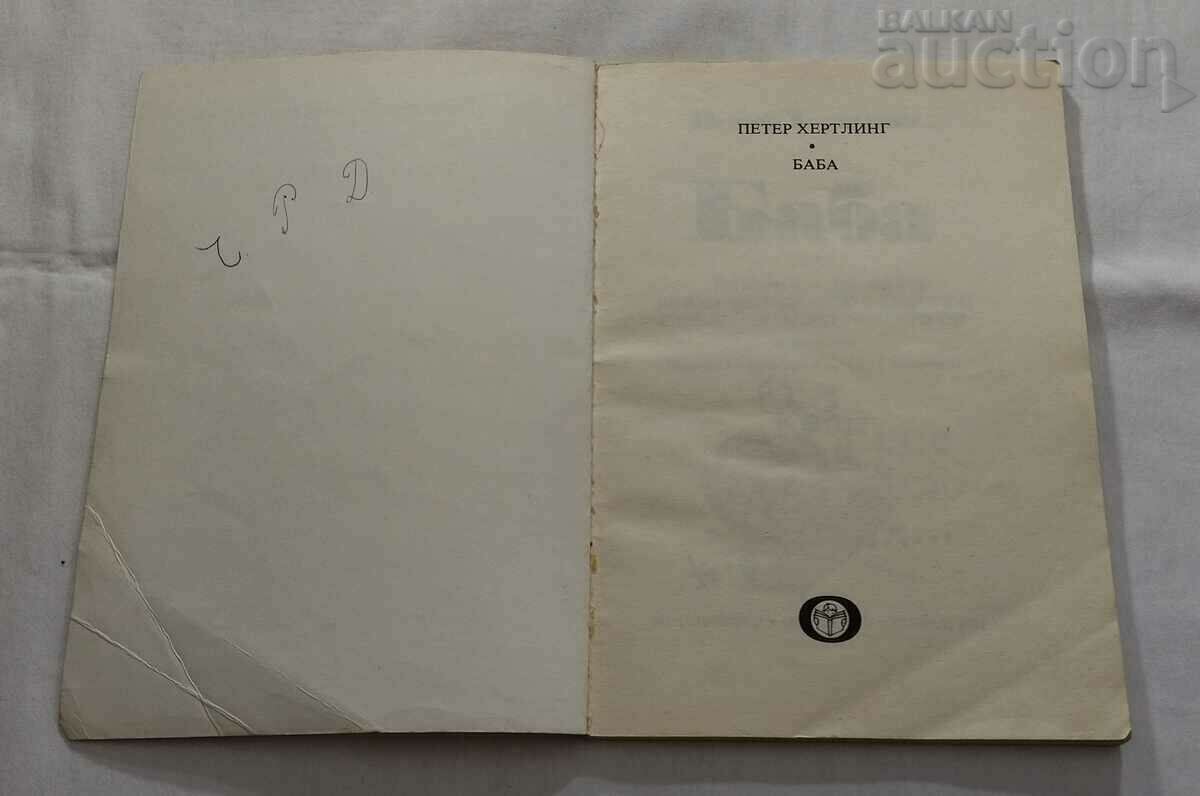 BALKAN
auction
ПЕТЕР ХЕРТЛИНГ
•
БАБА
Ч Р Д